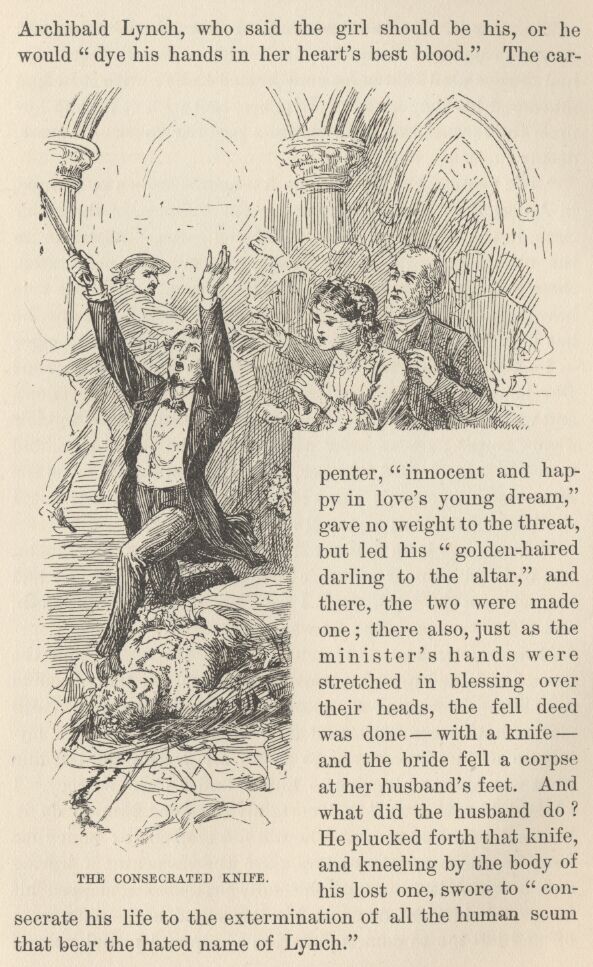 Archibald Lynch, who said the girl should be his, or he
would “dye his hands in her heart’s best blood.” The car-
penter, “innocent and hap-
py in love’s young dream,”
gave no weight to the threat,
but led his “golden-haired
darling to the altar,” and
there, the two were made
one; there also, just as the
minister’s hands were
stretched in blessing over
their heads, the fell deed
was done — with a knife —
and the bride fell a corpse
at her husband’s feet. And
what did the husband do?
He plucked forth that knife,
and kneeling by the body of
his lost one, swore to “con-
secrate his life to the extermination of all the human scum
that bear the hated name of Lynch.”
THE CONSECRATED KNIFE.